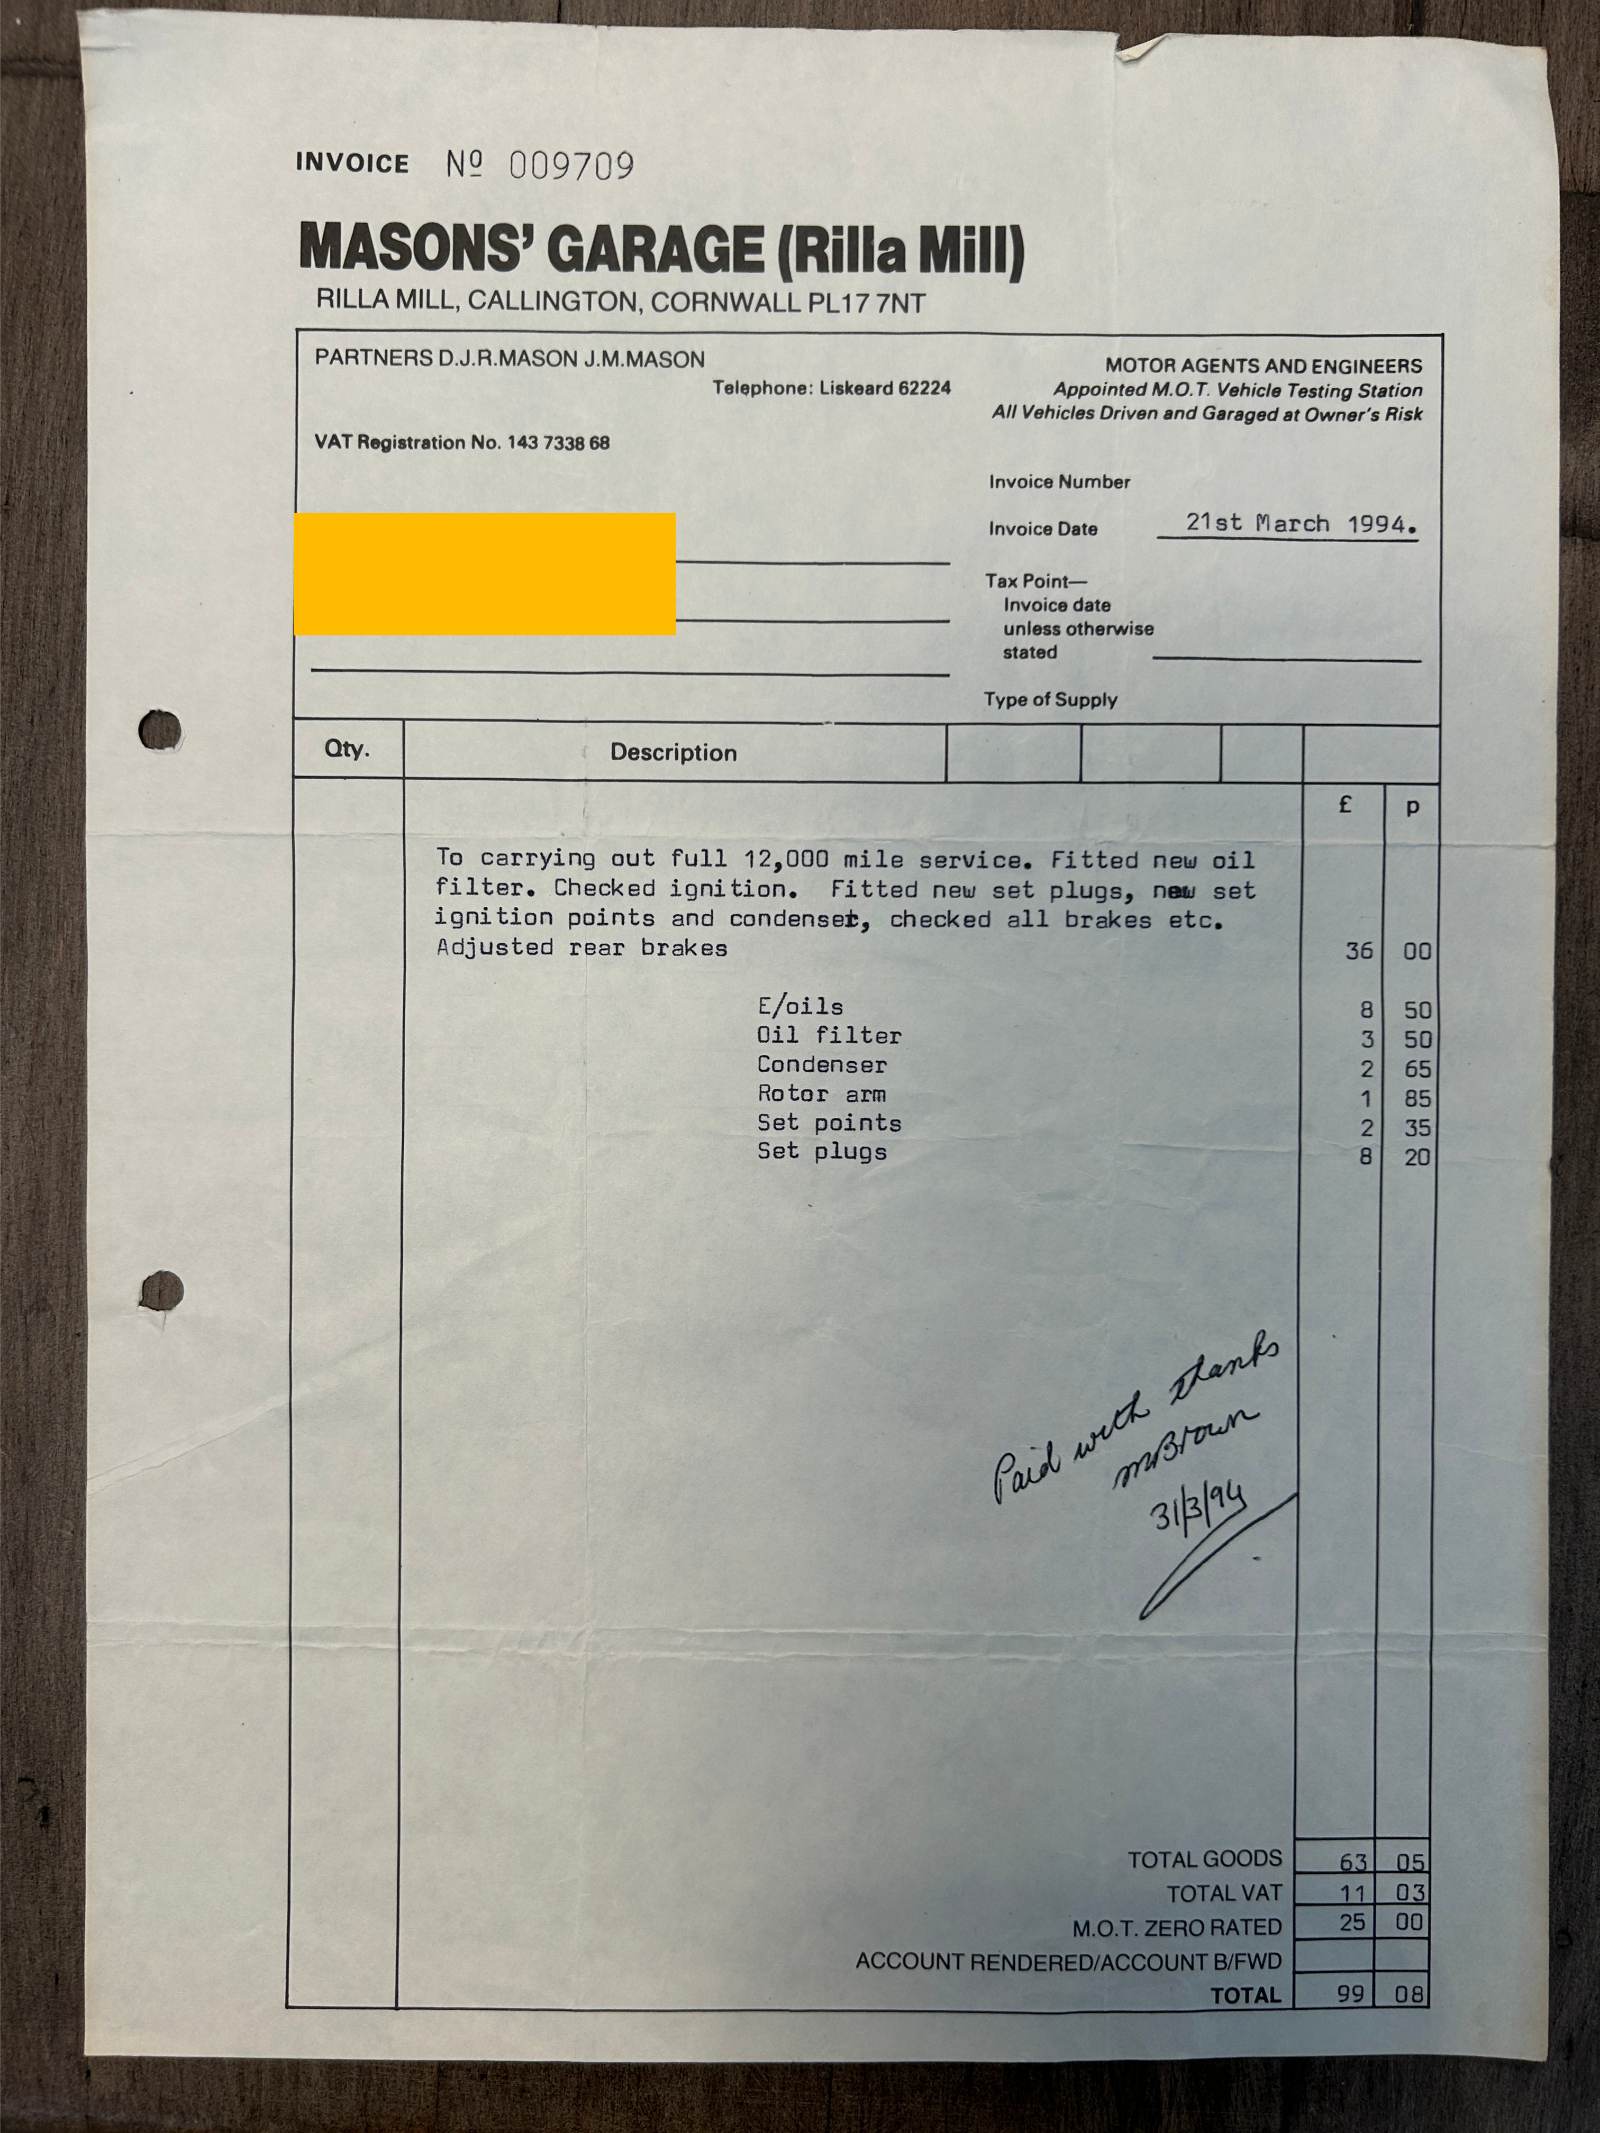 INVOICE Nº 009709
MASONS' GARAGE (Rilla Mill)
RILLA MILL, CALLINGTON, CORNWALL PL17 7NT
PARTNERS D.J.R.MASON J.M.MASON
Telephone: Liskeard 62224
VAT Registration No. 143 7338 68
MOTOR AGENTS AND ENGINEERS
Appointed M.O.T. Vehicle Testing Station
All Vehicles Driven and Garaged at Owner's Risk
Invoice Number
Invoice Date 21st March 1994.
Tax Point—
Invoice date
unless otherwise
stated
Type of Supply
Qty. Description
£ p
To carrying out full 12,000 mile service. Fitted new oil
filter. Checked ignition. Fitted new set plugs, new set
ignition points and condenser, checked all brakes etc.
Adjusted rear brakes 36 00
E/oils 8 50
Oil filter 3 50
Condenser 2 65
Rotor arm 1 85
Set points 2 35
Set plugs 8 20
Paid with thanks
MBrown
31/3/94
TOTAL GOODS 63 05
TOTAL VAT 11 03
M.O.T. ZERO RATED 25 00
ACCOUNT RENDERED/ACCOUNT B/FWD
TOTAL 99 08